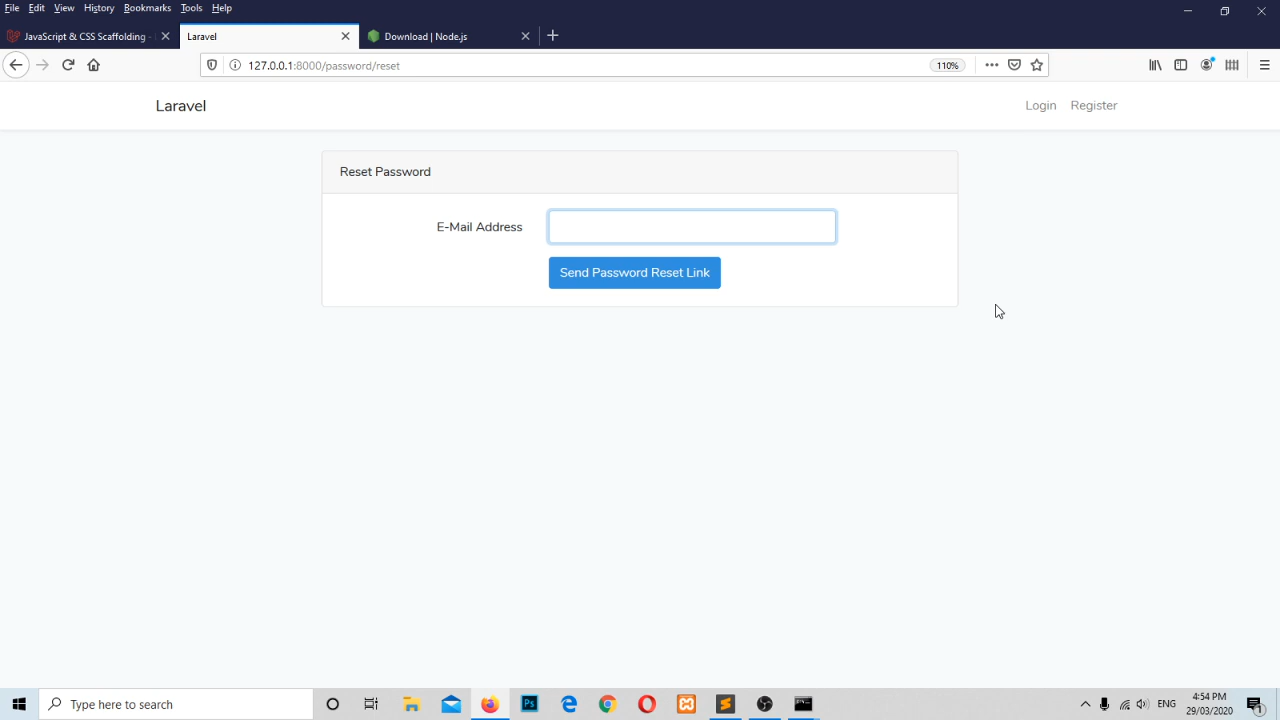 File Edit View History Bookmarks Tools Help
JavaScript & CSS Scaffolding -
Laravel
Download | Node.js
127.0.0.1:8000/password/reset
110%
Laravel
Login Register
Reset Password
E-Mail Address
Send Password Reset Link
Type here to search
Ps
ENG
4:54 PM
29/03/2020
1